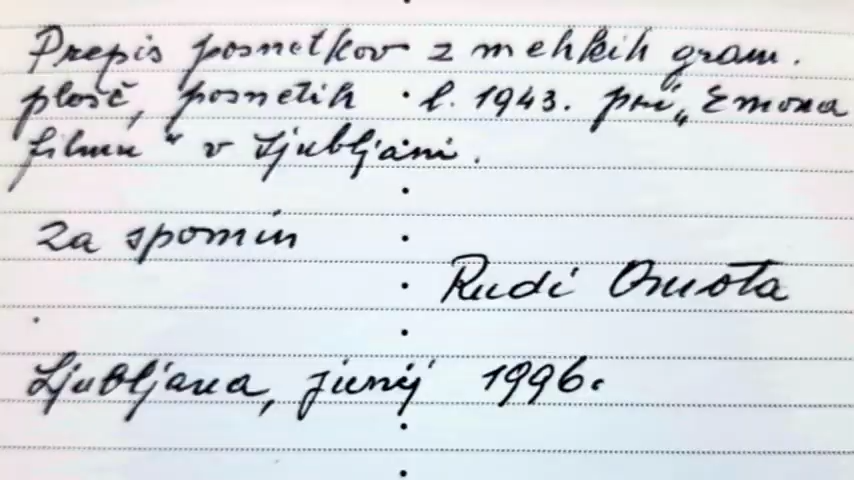 Prepis posnetkov z mehkih gram.
plošč, posnetih l. 1943. pri „Emona
filmu“ v Ljubljani.
Za spomin
Rudi Omota
Ljubljana, junij 1996.